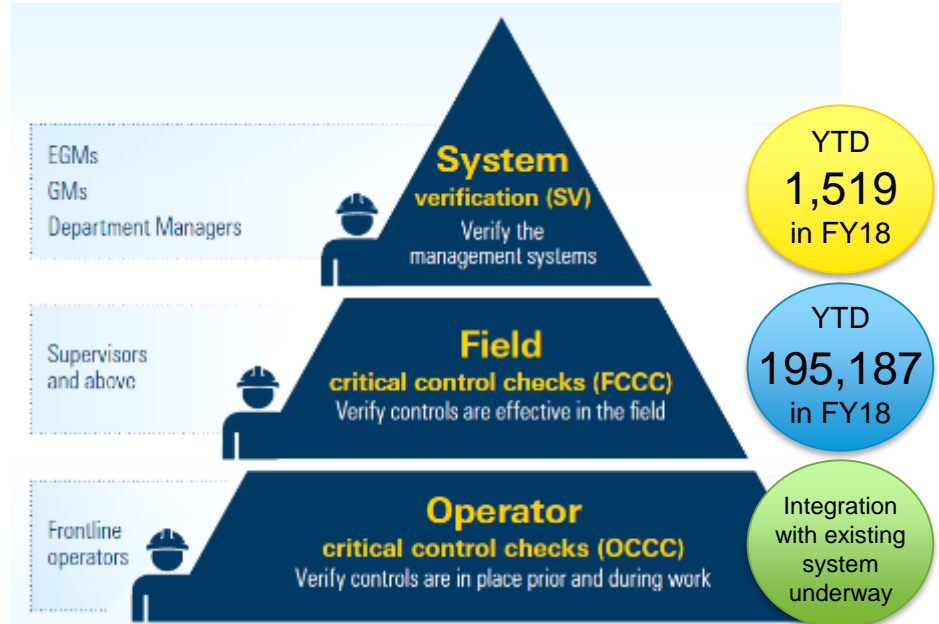 EGMs
GMs
Department Managers
System
verification (SV)
Verify the
management systems
YTD
1,519
in FY18
Supervisors
and above
Field
critical control checks (FCCC)
Verify controls are effective in the field
YTD
195,187
in FY18
Frontline
operators
Operator
critical control checks (OCCC)
Verify controls are in place prior and during work
Integration
with existing
system
underway